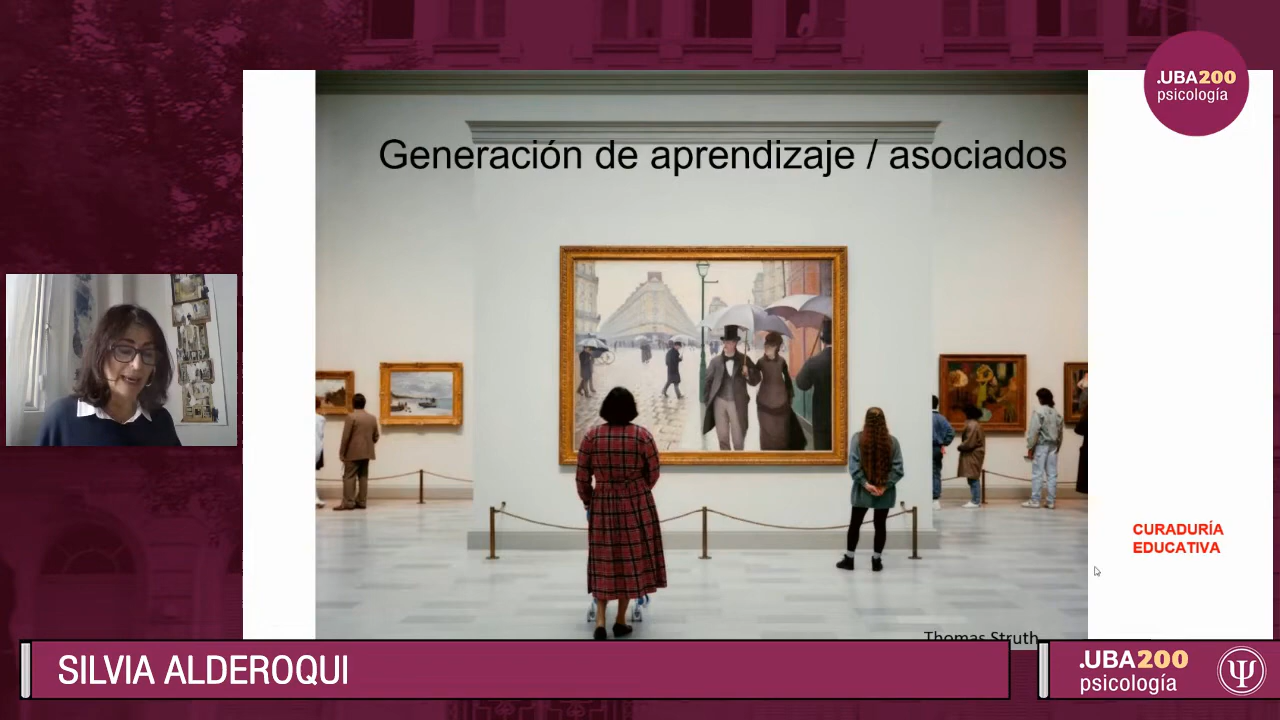 .UBA200
psicología
Generación de aprendizaje / asociados
CURADURÍA
EDUCATIVA
Thomas Struth
SILVIA ALDEROQUI
.UBA200
psicología